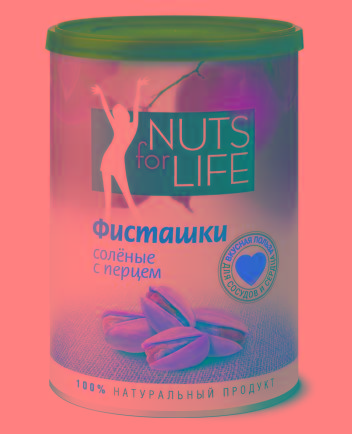 NUTS
for
LIFE
Фисташки
солёные
с перцем
ВКУСНАЯ ПОЛЬЗА
ДЛЯ СОСУДОВ И СЕРДЦА
100% НАТУРАЛЬНЫЙ ПРОДУКТ